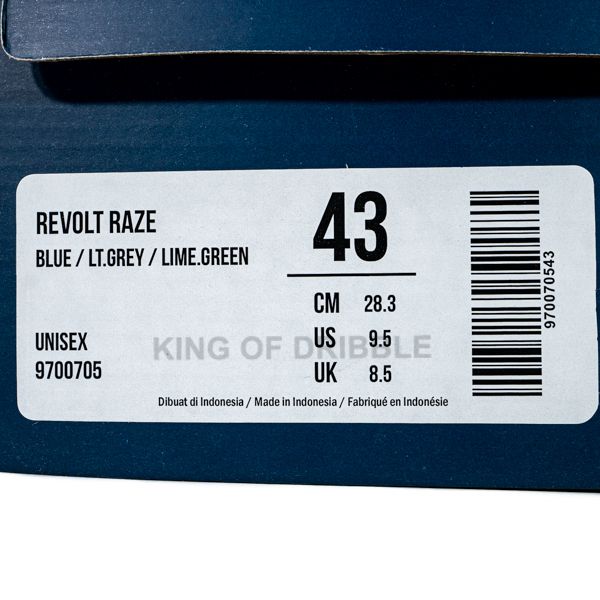 REVOLT RAZE
BLUE / LT.GREY / LIME.GREEN
UNISEX
9700705
43
CM 28.3
US 9.5
UK 8.5
KING OF DRIBBLE
Dibuat di Indonesia / Made in Indonesia / Fabriqué en Indonésie
970070543